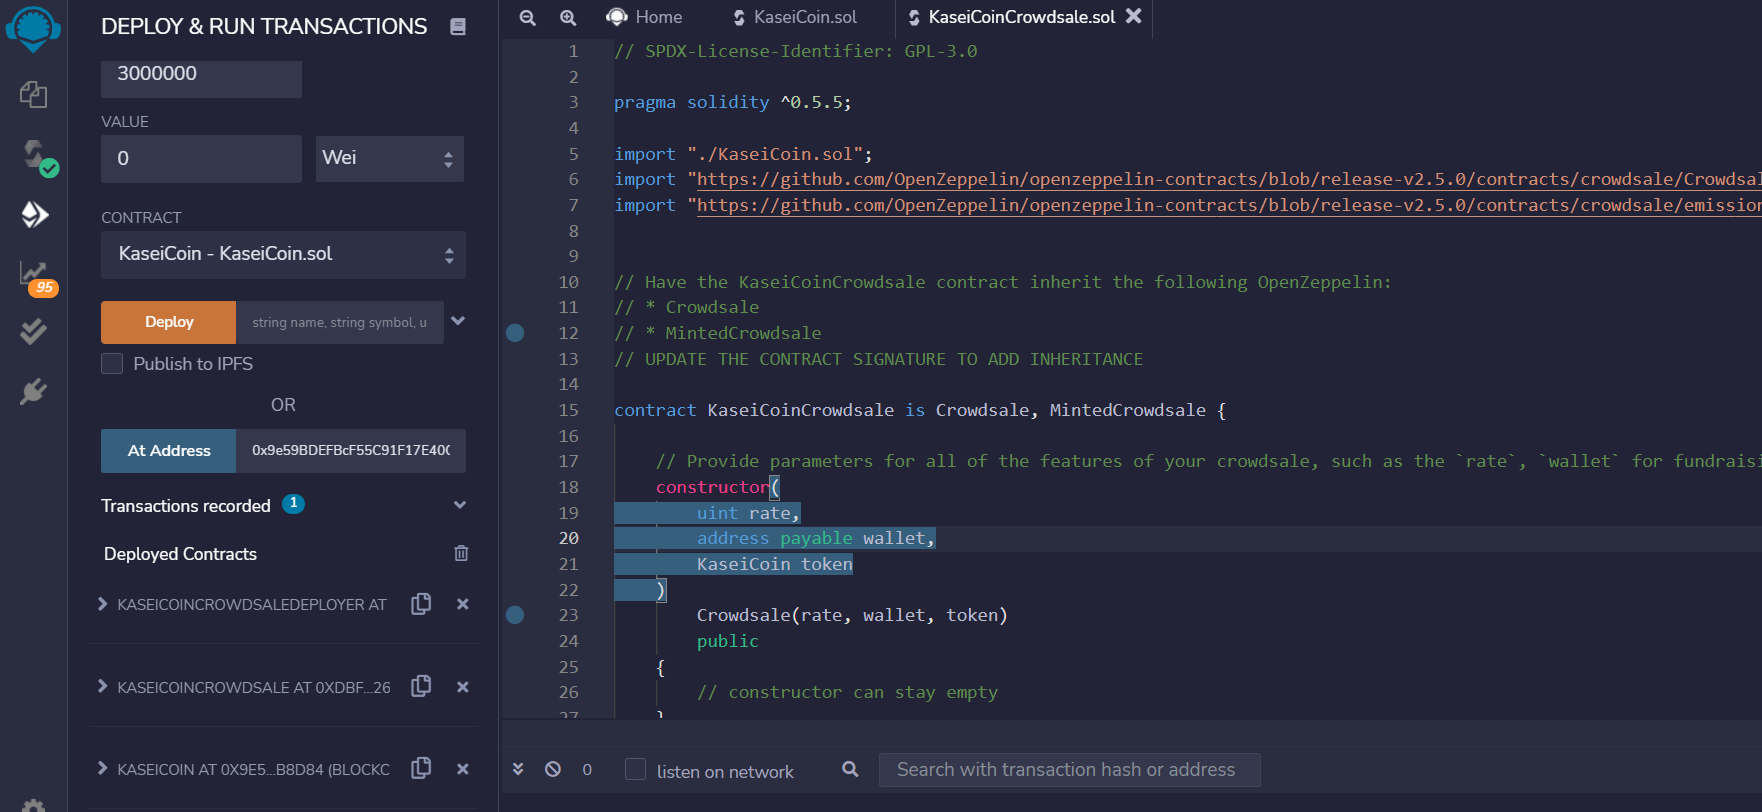 DEPLOY & RUN TRANSACTIONS
3000000
VALUE
0
Wei
CONTRACT
KaseiCoin - KaseiCoin.sol
Deploy
string name, string symbol, u
Publish to IPFS
OR
At Address
0x9e59BDEFBcF55C91F17E40
Transactions recorded 1
Deployed Contracts
KASEICOINCROWDSALEDEPLOYER AT
KASEICOINCROWDSALE AT 0XDBF...26
KASEICOIN AT 0X9E5...B8D84 (BLOCKC
95
Home
KaseiCoin.sol
KaseiCoinCrowdsale.sol
1 // SPDX-License-Identifier: GPL-3.0
2
3 pragma solidity ^0.5.5;
4
5 import "./KaseiCoin.sol";
6 import "https://github.com/OpenZeppelin/openzeppelin-contracts/blob/release-v2.5.0/contracts/crowdsale/Crowdsal
7 import "https://github.com/OpenZeppelin/openzeppelin-contracts/blob/release-v2.5.0/contracts/crowdsale/emission
8
9
10 // Have the KaseiCoinCrowdsale contract inherit the following OpenZeppelin:
11 // * Crowdsale
12 // * MintedCrowdsale
13 // UPDATE THE CONTRACT SIGNATURE TO ADD INHERITANCE
14
15 contract KaseiCoinCrowdsale is Crowdsale, MintedCrowdsale {
16
17 // Provide parameters for all of the features of your crowdsale, such as the `rate`, `wallet` for fundraisi
18 constructor(
19 uint rate,
20 address payable wallet,
21 KaseiCoin token
22 )
23 Crowdsale(rate, wallet, token)
24 public
25 {
26 // constructor can stay empty
27 }
0
listen on network
Search with transaction hash or address